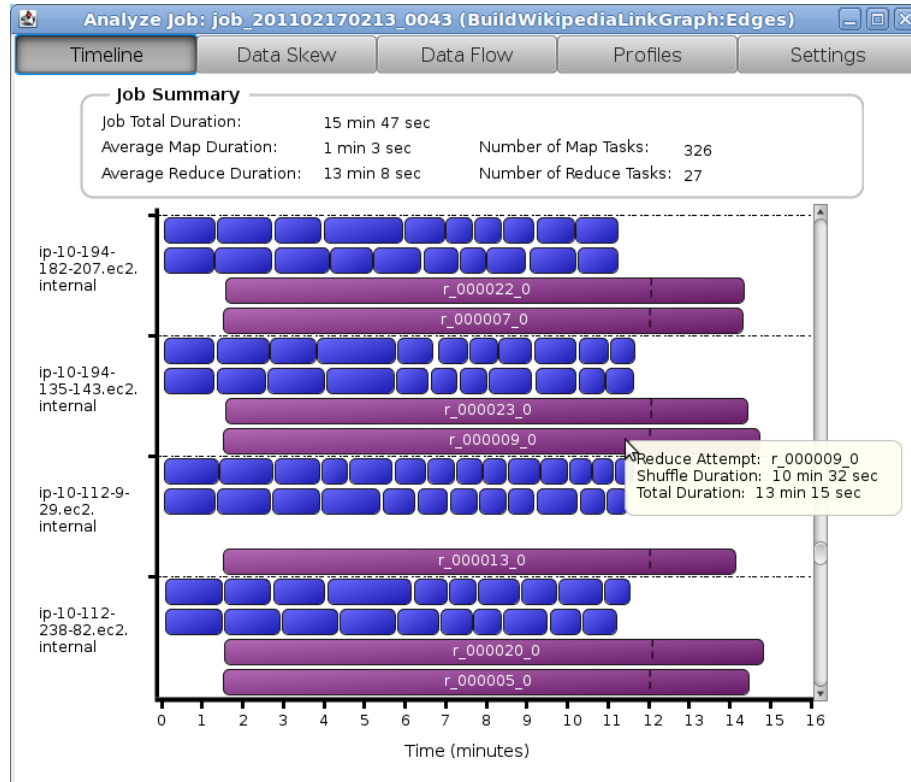 Analyze Job: job_201102170213_0043 (BuildWikipediaLinkGraph:Edges)
Timeline Data Skew Data Flow Profiles Settings
Job Summary
Job Total Duration: 15 min 47 sec
Average Map Duration: 1 min 3 sec Number of Map Tasks: 326
Average Reduce Duration: 13 min 8 sec Number of Reduce Tasks: 27
ip-10-194-
182-207.ec2.
internal
r_000022_0
r_000007_0
ip-10-194-
135-143.ec2.
internal
r_000023_0
r_000009_0
Reduce Attempt: r_000009_0
Shuffle Duration: 10 min 32 sec
Total Duration: 13 min 15 sec
ip-10-112-9-
29.ec2.
internal
r_000013_0
ip-10-112-
238-82.ec2.
internal
r_000020_0
r_000005_0
0 1 2 3 4 5 6 7 8 9 10 11 12 13 14 15 16
Time (minutes)